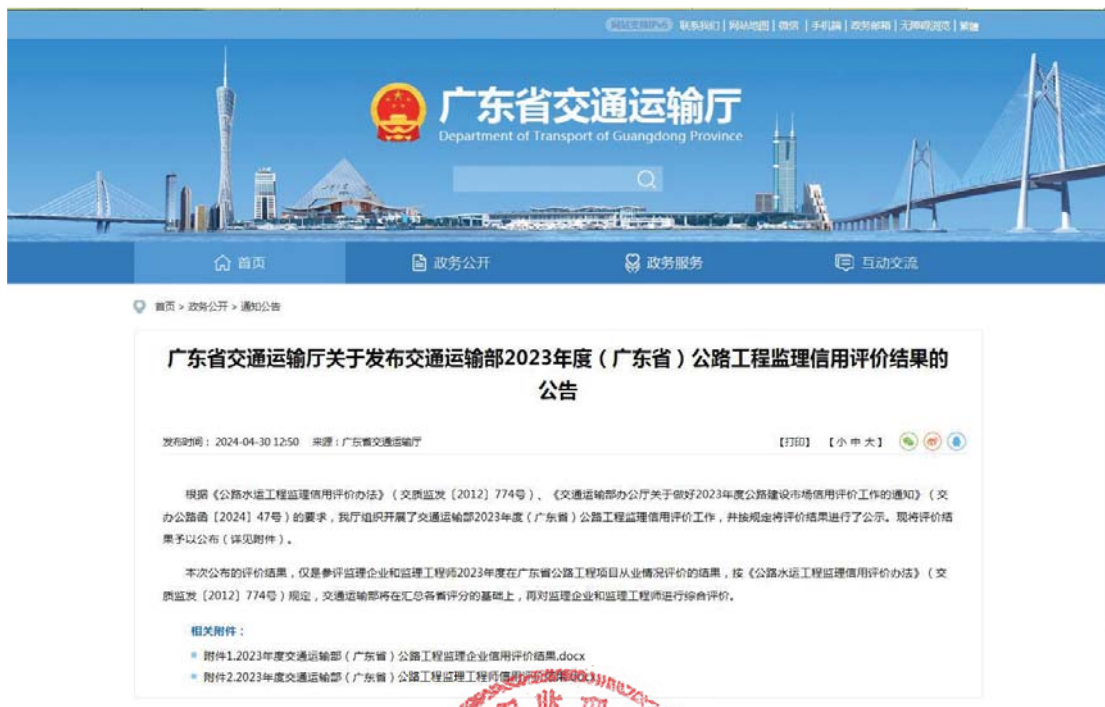 网站支持IPv6 联系我们 | 网站地图 | 微信 | 手机端 | 政务邮箱 | 无障碍浏览 | 繁體
广东省交通运输厅
Department of Transport of Guangdong Province
首页 政务公开 政务服务 互动交流
首页 > 政务公开 > 通知公告
广东省交通运输厅关于发布交通运输部2023年度（广东省）公路工程监理信用评价结果的
公告
发布时间：2024-04-30 12:50 来源：广东省交通运输厅 【打印】 【小 中 大】
根据《公路水运工程监理信用评价办法》（交质监发〔2012〕774号）、《交通运输部办公厅关于做好2023年度公路建设市场信用评价工作的通知》（交
办公路函〔2024〕47号）的要求，我厅组织开展了交通运输部2023年度（广东省）公路工程监理信用评价工作，并按规定将评价结果进行了公示。现将评价结
果予以公布（详见附件）。
本次公布的评价结果，仅是参评监理企业和监理工程师2023年度在广东省公路工程项目从业情况评价的结果，按《公路水运工程监理信用评价办法》（交
质监发〔2012〕774号）规定，交通运输部将在汇总各省评分的基础上，再对监理企业和监理工程师进行综合评价。
相关附件：
附件1.2023年度交通运输部（广东省）公路工程监理企业信用评价结果.docx
附件2.2023年度交通运输部（广东省）公路工程监理工程师信用评价结果.docx